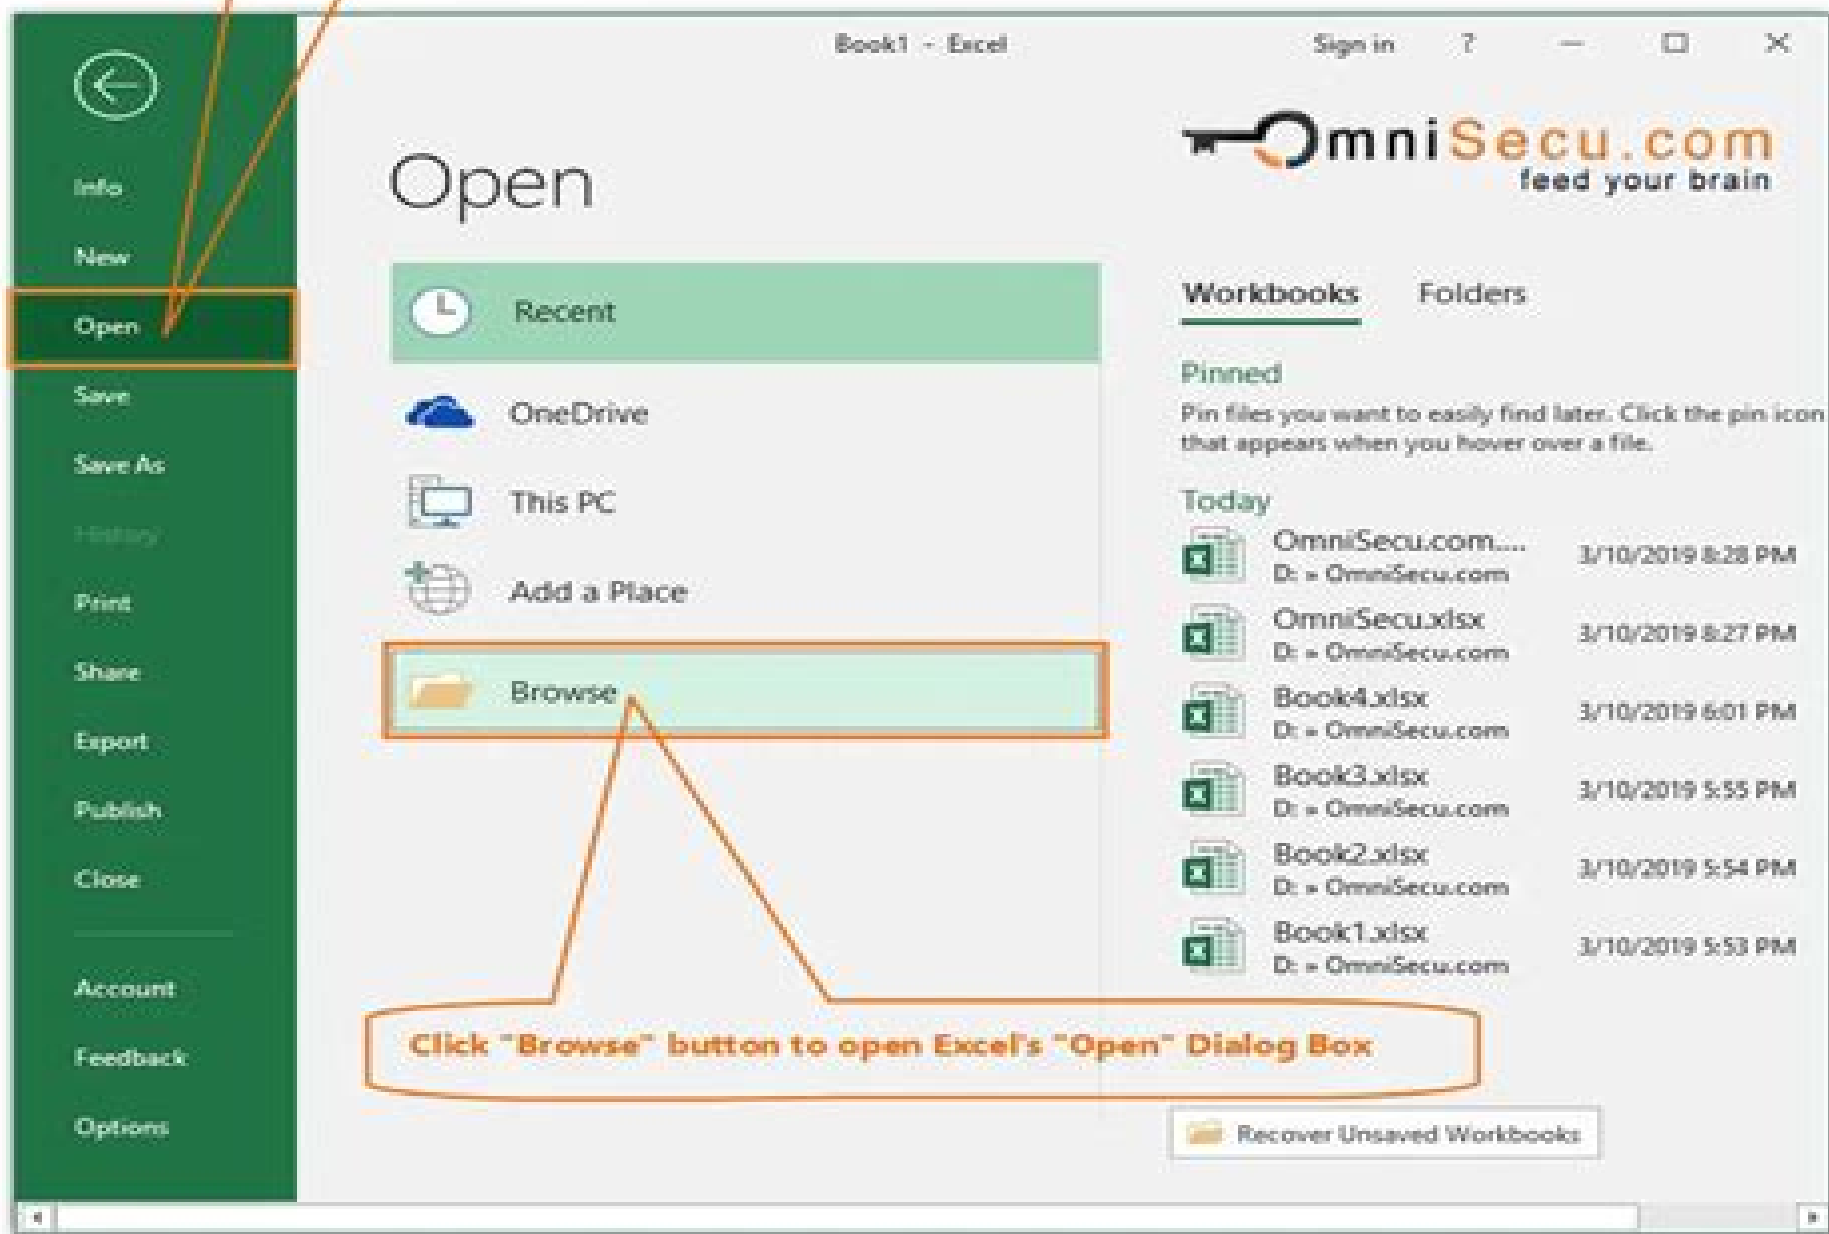 Book1 - Excel
Sign in ?
OmniSecu.com
feed your brain
Info
New
Open
Save
Save As
History
Print
Share
Export
Publish
Close
Account
Feedback
Options
Open
Recent
OneDrive
This PC
Add a Place
Browse
Click "Browse" button to open Excel's "Open" Dialog Box
Workbooks Folders
Pinned
Pin files you want to easily find later. Click the pin icon
that appears when you hover over a file.
Today
OmniSecu.com....
D: » OmniSecu.com
3/10/2019 8:28 PM
OmniSecu.xlsx
D: » OmniSecu.com
3/10/2019 8:27 PM
Book4.xlsx
D: » OmniSecu.com
3/10/2019 6:01 PM
Book3.xlsx
D: » OmniSecu.com
3/10/2019 5:55 PM
Book2.xlsx
D: » OmniSecu.com
3/10/2019 5:54 PM
Book1.xlsx
D: » OmniSecu.com
3/10/2019 5:53 PM
Recover Unsaved Workbooks